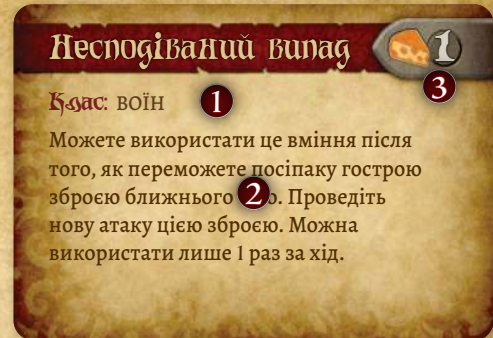 Несподіваний випад 1
3
Клас: воїн 1
Можете використати це вміння після
того, як переможете посіпаку гострою
зброєю ближнього 2 ю. Проведіть
нову атаку цією зброєю. Можна
використати лише 1 раз за хід.